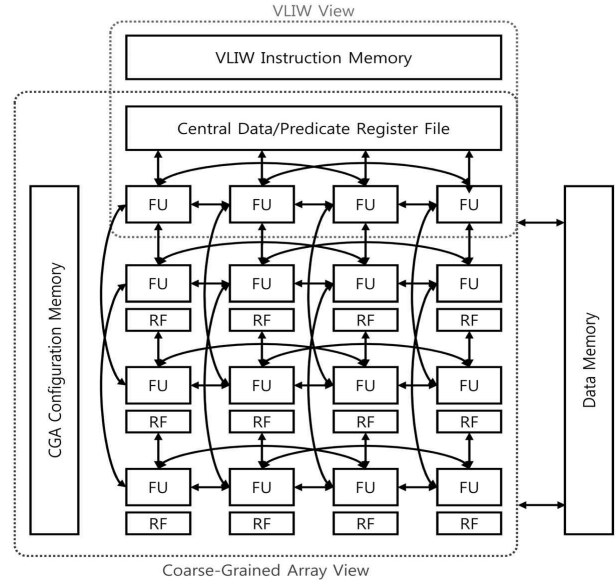 VLIW View
VLIW Instruction Memory
Central Data/Predicate Register File
FU FU FU FU
CGA Configuration Memory
Data Memory
FU FU FU FU
RF RF RF RF
FU FU FU FU
RF RF RF RF
FU FU FU FU
RF RF RF RF
Coarse-Grained Array View